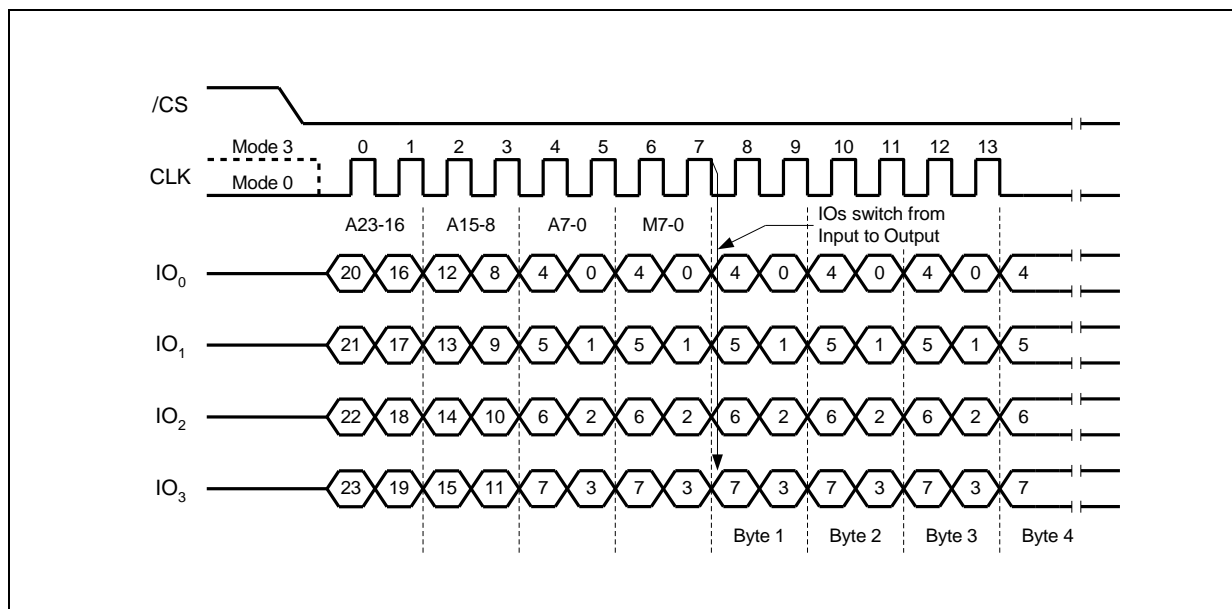 /CS
Mode 3
CLK
Mode 0
0 1 2 3 4 5 6 7 8 9 10 11 12 13
A23-16 A15-8 A7-0 M7-0
IOs switch from
Input to Output
IO0 20 16 12 8 4 0 4 0 4 0 4 0 4 0 4
IO1 21 17 13 9 5 1 5 1 5 1 5 1 5 1 5
IO2 22 18 14 10 6 2 6 2 6 2 6 2 6 2 6
IO3 23 19 15 11 7 3 7 3 7 3 7 3 7 3 7
Byte 1 Byte 2 Byte 3 Byte 4